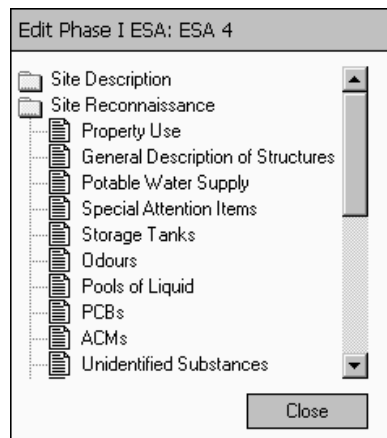 Edit Phase I ESA: ESA 4
Site Description
Site Reconnaissance
Property Use
General Description of Structures
Potable Water Supply
Special Attention Items
Storage Tanks
Odours
Pools of Liquid
PCBs
ACMs
Unidentified Substances
Close